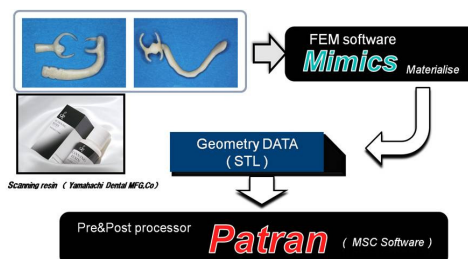 FEM software
Mimics Materialise
Geometry DATA
( STL )
Scanning resin ( Yamahachi Dental MFG.Co)
Pre&Post processor
Patran ( MSC Software )